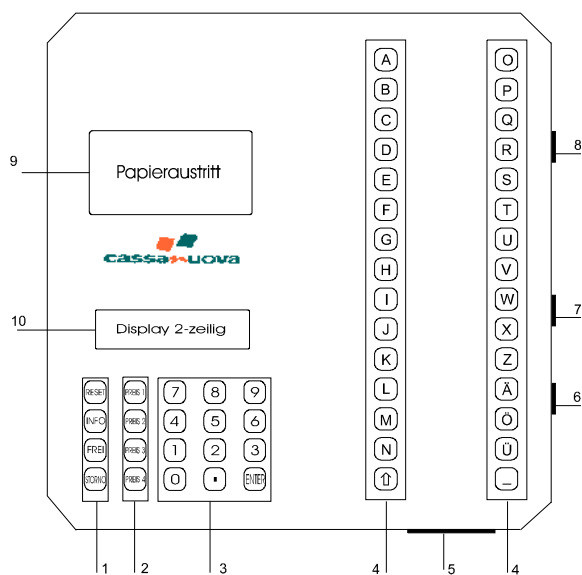 A O
B P
C Q
D R 8
9 Papieraustritt E S
F T
G U
cassanuova H V
I W 7
10 Display 2-zeilig J X
K Z
RESET PREIS 1 7 8 9 L Ä 6
INFO PREIS 2 4 5 6 M Ö
FREI PREIS 3 1 2 3 N Ü
STORNO PREIS 4 0 . ENTER ⇧ _
1 2 3 4 5 4